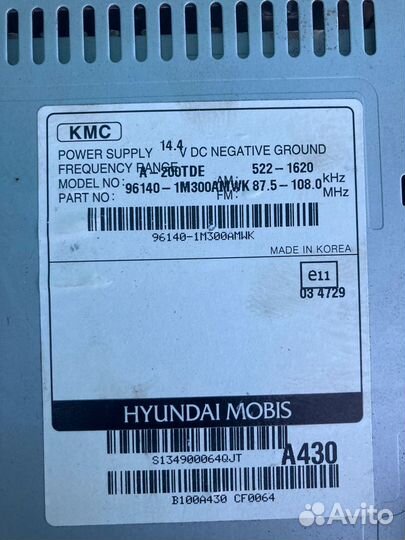 KMC
POWER SUPPLY 14.4 V DC NEGATIVE GROUND
FREQUENCY RANGE 522-1620 kHz
MODEL NO: A-200TDE AM:
PART NO: 96140-1M300AMWK FM: 87.5-108.0 MHz
96140-1M300AMWK
MADE IN KOREA
e11
03 4729
HYUNDAI MOBIS
S134900064QJT
A430
B100A430 CF0064
Avito